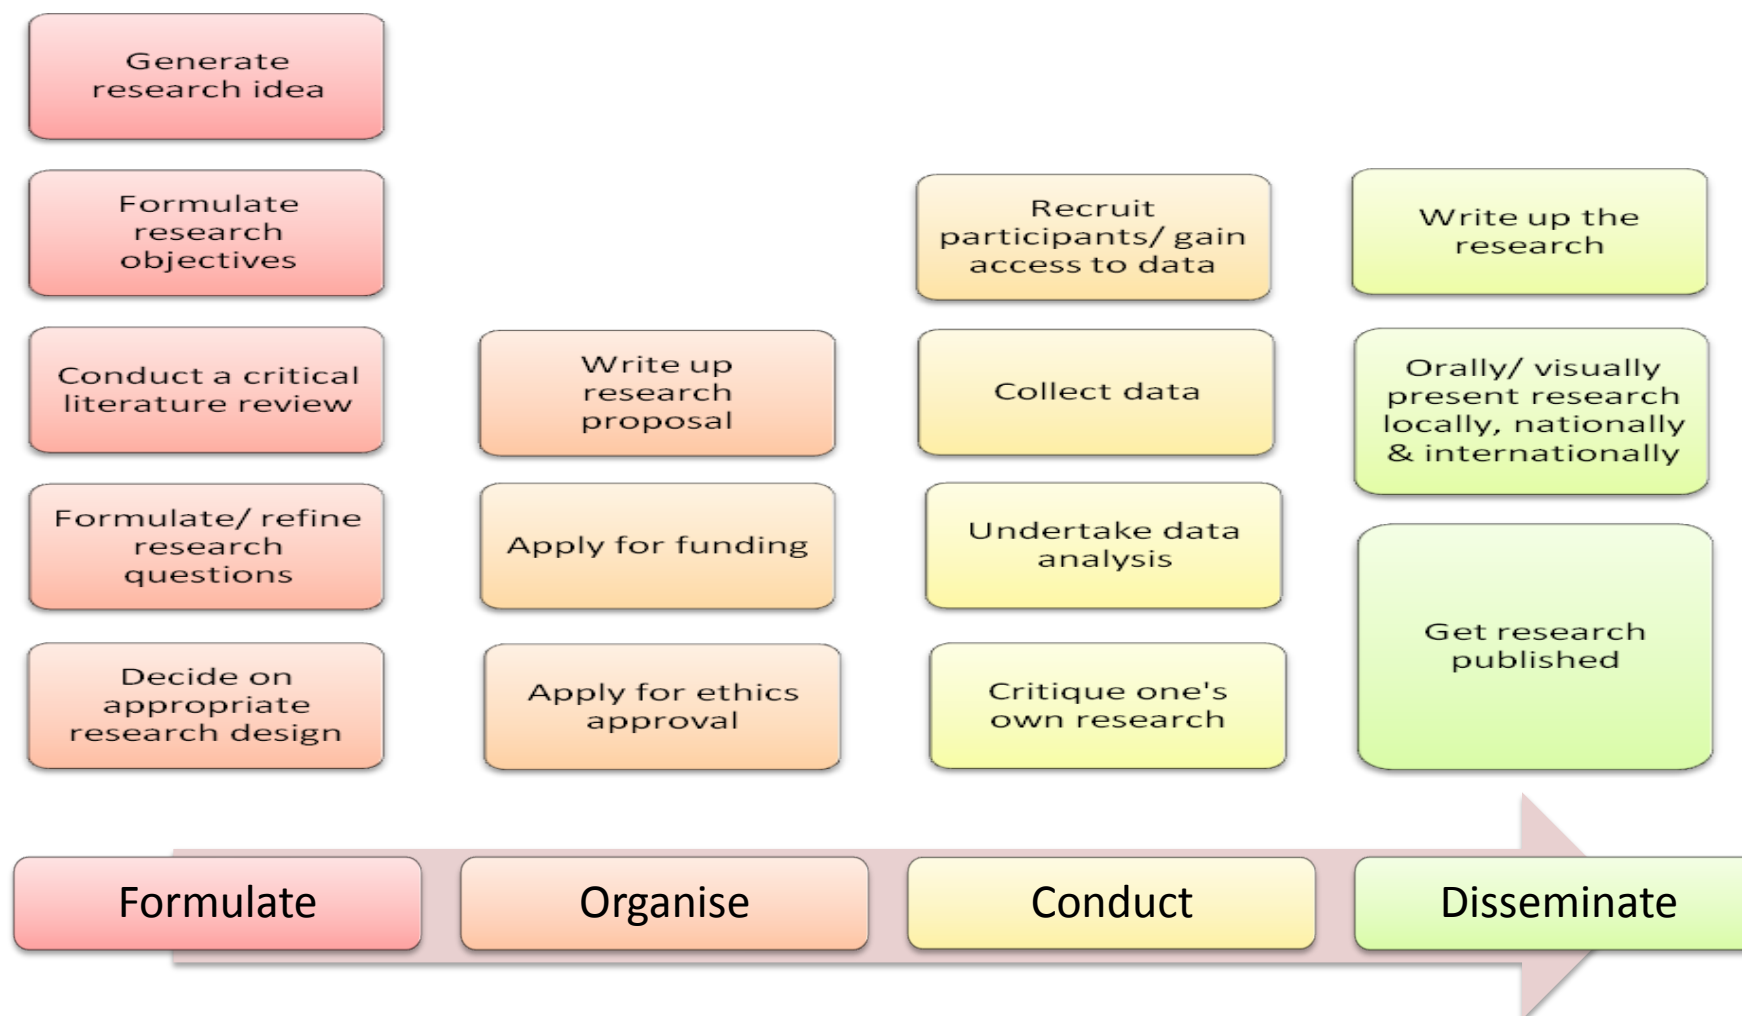 Generate
research idea
Formulate
research
objectives
Conduct a critical
literature review
Formulate/ refine
research
questions
Decide on
appropriate
research design
Write up
research
proposal
Apply for funding
Apply for ethics
approval
Recruit
participants/ gain
access to data
Collect data
Undertake data
analysis
Critique one's
own research
Write up the
research
Orally/ visually
present research
locally, nationally
& internationally
Get research
published
Formulate
Organise
Conduct
Disseminate